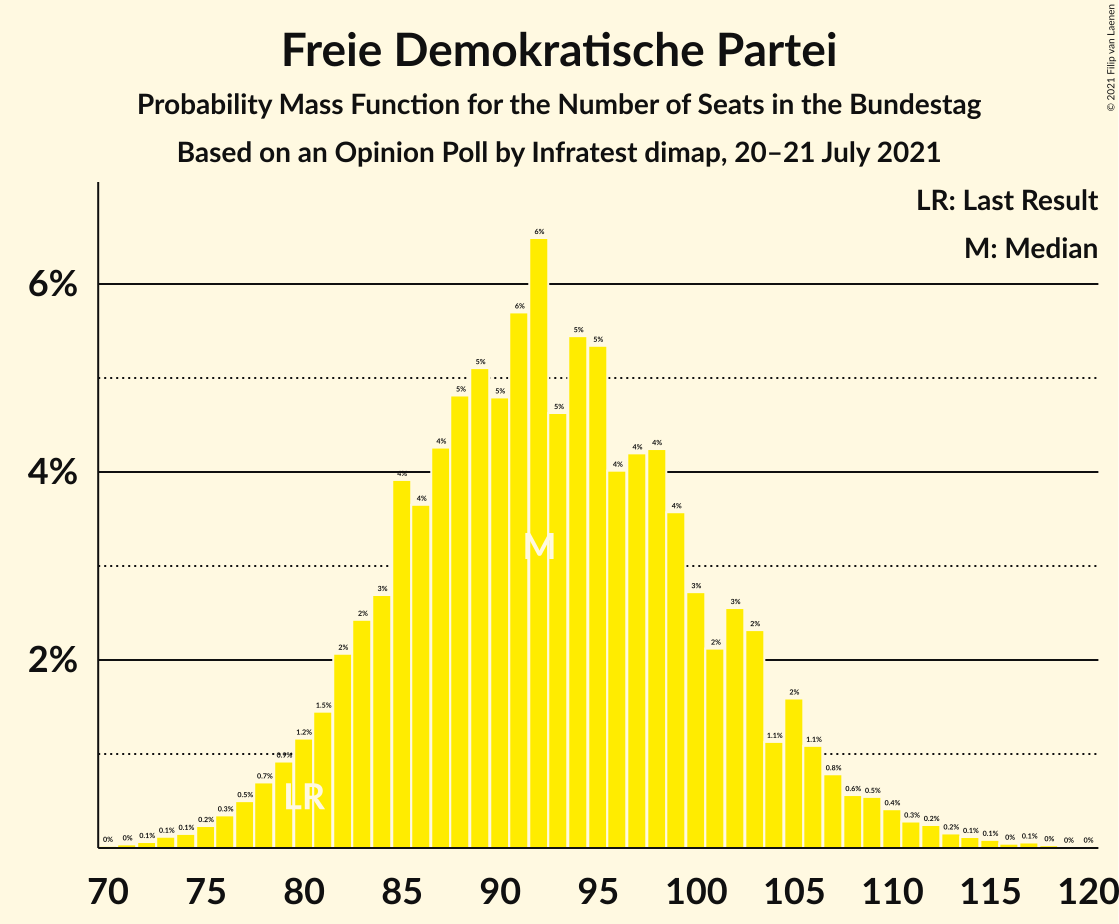 © 2021 Filip van Laenen
Freie Demokratische Partei
Probability Mass Function for the Number of Seats in the Bundestag
Based on an Opinion Poll by Infratest dimap, 20–21 July 2021
LR: Last Result
M: Median
6%
4%
2%
0% 0% 0.1% 0.1% 0.1% 0.2% 0.3% 0.5% 0.7% 0.9% 1.2% 1.5% 2% 2% 3% 4% 4% 4% 5% 5% 5% 6% 6% 5% 5% 5% 4% 4% 4% 4% 3% 2% 3% 2% 1.1% 2% 1.1% 0.8% 0.6% 0.5% 0.4% 0.3% 0.2% 0.2% 0.1% 0.1% 0% 0.1% 0% 0% 0%
M
LR
70 75 80 85 90 95 100 105 110 115 120